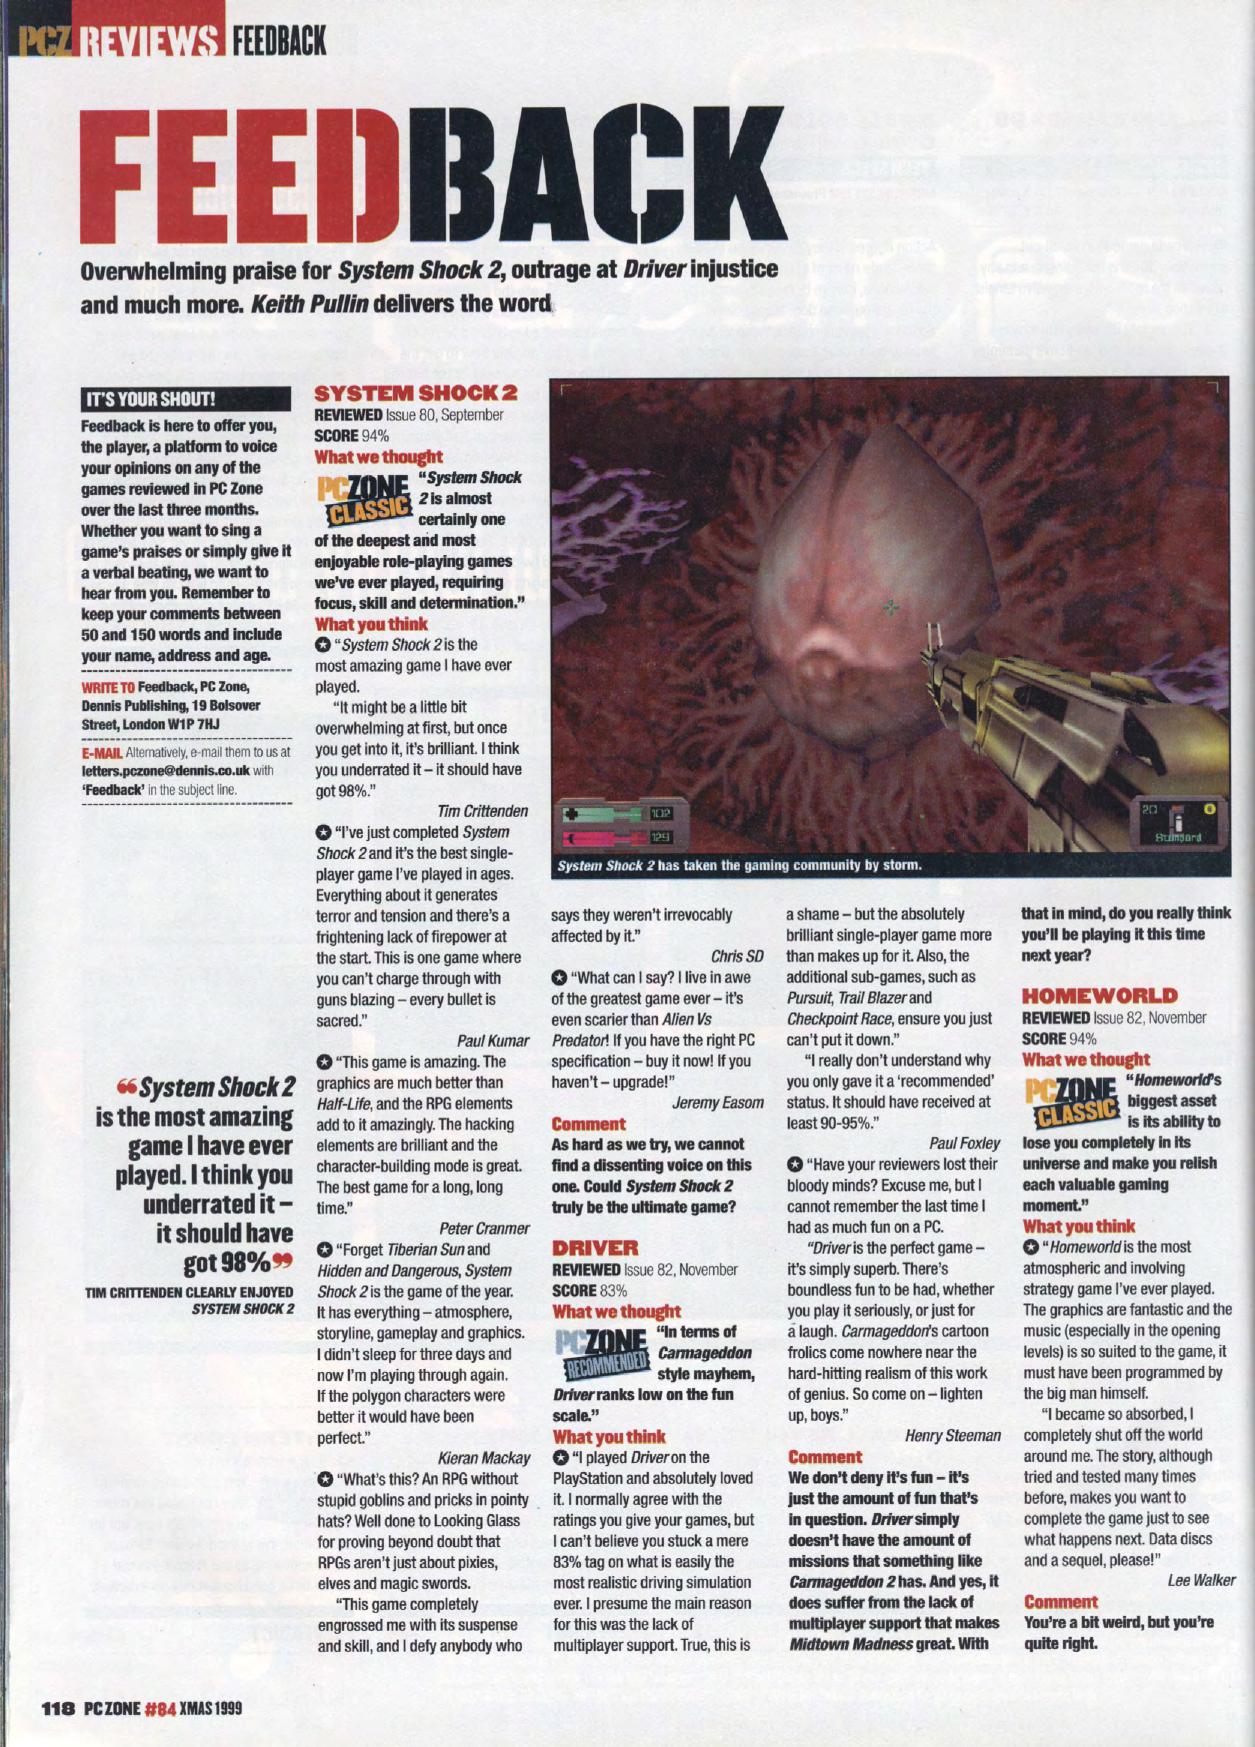 PCZ REVIEWS FEEDBACK
FEEDBACK
Overwhelming praise for System Shock 2, outrage at Driver injustice
and much more. Keith Pullin delivers the word
IT'S YOUR SHOUT!
Feedback is here to offer you,
the player, a platform to voice
your opinions on any of the
games reviewed in PC Zone
over the last three months.
Whether you want to sing a
game's praises or simply give it
a verbal beating, we want to
hear from you. Remember to
keep your comments between
50 and 150 words and include
your name, address and age.
WRITE TO Feedback, PC Zone,
Dennis Publishing, 19 Bolsover
Street, London W1P 7HJ
E-MAIL Alternatively, e-mail them to us at
letters.pczone@dennis.co.uk with
'Feedback' in the subject line.
“System Shock 2
is the most amazing
game I have ever
played. I think you
underrated it –
it should have
got 98%”
TIM CRITTENDEN CLEARLY ENJOYED
SYSTEM SHOCK 2
SYSTEM SHOCK 2
REVIEWED Issue 80, September
SCORE 94%
What we thought
PCZONE
CLASSIC
"System Shock
2 is almost
certainly one
of the deepest and most
enjoyable role-playing games
we've ever played, requiring
focus, skill and determination."
What you think
✪ "System Shock 2 is the
most amazing game I have ever
played.
"It might be a little bit
overwhelming at first, but once
you get into it, it's brilliant. I think
you underrated it – it should have
got 98%."
Tim Crittenden
✪ "I've just completed System
Shock 2 and it's the best single-
player game I've played in ages.
Everything about it generates
terror and tension and there's a
frightening lack of firepower at
the start. This is one game where
you can't charge through with
guns blazing – every bullet is
sacred."
Paul Kumar
✪ "This game is amazing. The
graphics are much better than
Half-Life, and the RPG elements
add to it amazingly. The hacking
elements are brilliant and the
character-building mode is great.
The best game for a long, long
time."
Peter Cranmer
✪ "Forget Tiberian Sun and
Hidden and Dangerous, System
Shock 2 is the game of the year.
It has everything – atmosphere,
storyline, gameplay and graphics.
I didn't sleep for three days and
now I'm playing through again.
If the polygon characters were
better it would have been
perfect."
Kieran Mackay
✪ "What's this? An RPG without
stupid goblins and pricks in pointy
hats? Well done to Looking Glass
for proving beyond doubt that
RPGs aren't just about pixies,
elves and magic swords.
"This game completely
engrossed me with its suspense
and skill, and I defy anybody who
102
129
20
6
Standard
System Shock 2 has taken the gaming community by storm.
says they weren't irrevocably
affected by it."
Chris SD
✪ "What can I say? I live in awe
of the greatest game ever – it's
even scarier than Alien Vs
Predator! If you have the right PC
specification – buy it now! If you
haven't – upgrade!"
Jeremy Easom
Comment
As hard as we try, we cannot
find a dissenting voice on this
one. Could System Shock 2
truly be the ultimate game?
DRIVER
REVIEWED Issue 82, November
SCORE 83%
What we thought
PCZONE
RECOMMENDED
"In terms of
Carmageddon
style mayhem,
Driver ranks low on the fun
scale."
What you think
✪ "I played Driver on the
PlayStation and absolutely loved
it. I normally agree with the
ratings you give your games, but
I can't believe you stuck a mere
83% tag on what is easily the
most realistic driving simulation
ever. I presume the main reason
for this was the lack of
multiplayer support. True, this is
a shame – but the absolutely
brilliant single-player game more
than makes up for it. Also, the
additional sub-games, such as
Pursuit, Trail Blazer and
Checkpoint Race, ensure you just
can't put it down."
"I really don't understand why
you only gave it a 'recommended'
status. It should have received at
least 90-95%."
Paul Foxley
✪ "Have your reviewers lost their
bloody minds? Excuse me, but I
cannot remember the last time I
had as much fun on a PC.
"Driver is the perfect game –
it's simply superb. There's
boundless fun to be had, whether
you play it seriously, or just for
a laugh. Carmageddon's cartoon
frolics come nowhere near the
hard-hitting realism of this work
of genius. So come on – lighten
up, boys."
Henry Steeman
Comment
We don't deny it's fun – it's
just the amount of fun that's
in question. Driver simply
doesn't have the amount of
missions that something like
Carmageddon 2 has. And yes, it
does suffer from the lack of
multiplayer support that makes
Midtown Madness great. With
that in mind, do you really think
you'll be playing it this time
next year?
HOMEWORLD
REVIEWED Issue 82, November
SCORE 94%
What we thought
PCZONE
CLASSIC
"Homeworld's
biggest asset
is its ability to
lose you completely in its
universe and make you relish
each valuable gaming
moment."
What you think
✪ "Homeworld is the most
atmospheric and involving
strategy game I've ever played.
The graphics are fantastic and the
music (especially in the opening
levels) is so suited to the game, it
must have been programmed by
the big man himself.
"I became so absorbed, I
completely shut off the world
around me. The story, although
tried and tested many times
before, makes you want to
complete the game just to see
what happens next. Data discs
and a sequel, please!"
Lee Walker
Comment
You're a bit weird, but you're
quite right.
118 PC ZONE #84 XMAS 1999